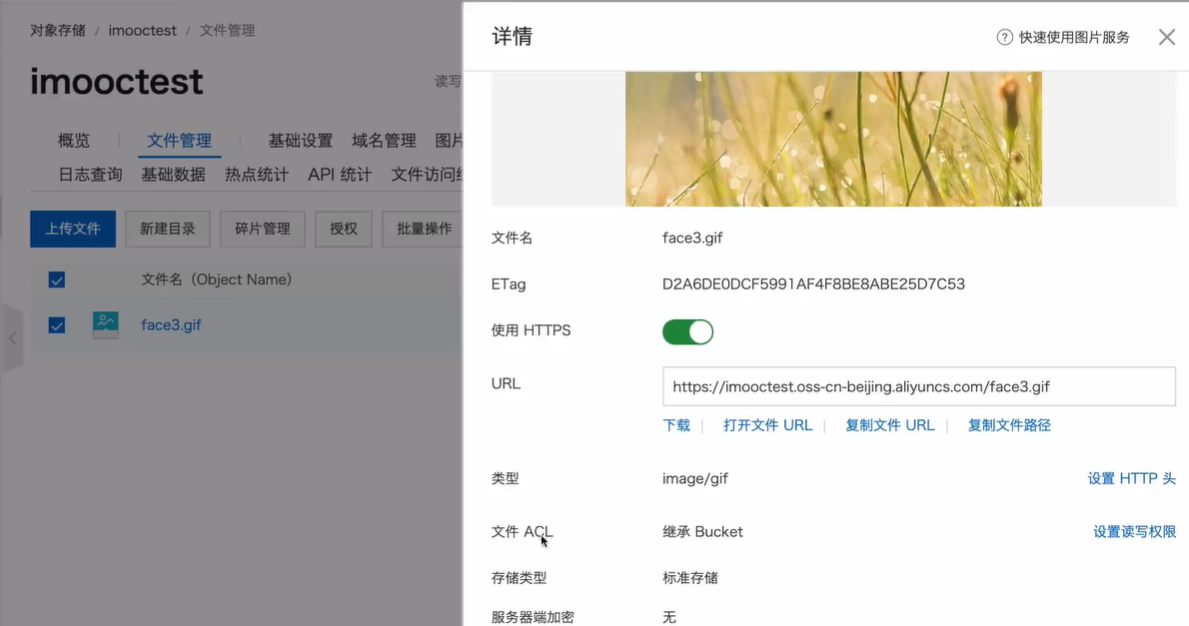 对象存储 / imooctest / 文件管理
imooctest
读写
概览 文件管理 基础设置 域名管理 图片
日志查询 基础数据 热点统计 API 统计 文件访问
上传文件 新建目录 碎片管理 授权 批量操作
文件名（Object Name）
face3.gif
详情
快速使用图片服务
文件名 face3.gif
ETag D2A6DE0DCF5991AF4F8BE8ABE25D7C53
使用 HTTPS
URL https://imooctest.oss-cn-beijing.aliyuncs.com/face3.gif
下载 打开文件 URL 复制文件 URL 复制文件路径
类型 image/gif 设置 HTTP 头
文件 ACL 继承 Bucket 设置读写权限
存储类型 标准存储
服务器端加密 无